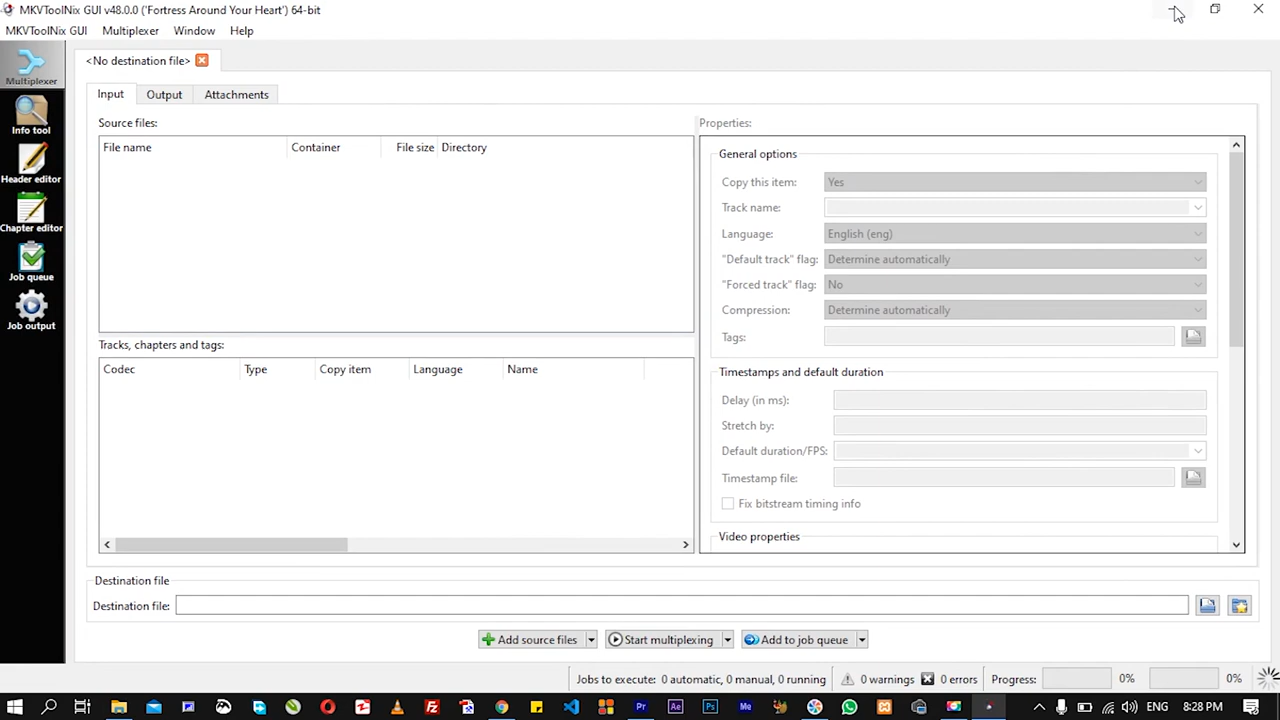 MKVToolNix GUI v48.0.0 ('Fortress Around Your Heart') 64-bit
MKVToolNix GUI Multiplexer Window Help
<No destination file>
Multiplexer
Info tool
Header editor
Chapter editor
Job queue
Job output
Input Output Attachments
Source files:
File name Container File size Directory
Tracks, chapters and tags:
Codec Type Copy item Language Name
Properties:
General options
Copy this item: Yes
Track name:
Language: English (eng)
"Default track" flag: Determine automatically
"Forced track" flag: No
Compression: Determine automatically
Tags:
Timestamps and default duration
Delay (in ms):
Stretch by:
Default duration/FPS:
Timestamp file:
Fix bitstream timing info
Video properties
Destination file
Destination file:
Add source files Start multiplexing Add to job queue
Jobs to execute: 0 automatic, 0 manual, 0 running 0 warnings 0 errors Progress: 0% 0%
Pr Ae Ps Me ENG 8:28 PM